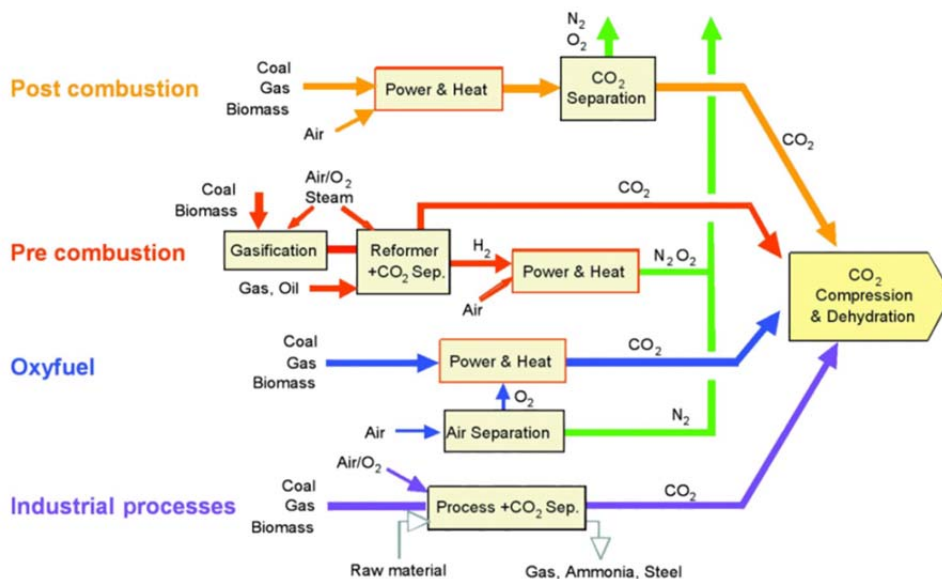 N₂
O₂
Post combustion
Coal
Gas
Biomass
Air
Power & Heat
CO₂
Separation
CO₂
Pre combustion
Coal
Biomass
Air/O₂
Steam
Gasification
Reformer
+CO₂ Sep.
Gas, Oil
H₂
Air
Power & Heat
N₂ O₂
CO₂
CO₂
Compression
& Dehydration
Oxyfuel
Coal
Gas
Biomass
Power & Heat
CO₂
O₂
Air
Air Separation
N₂
Industrial processes
Coal
Gas
Biomass
Air/O₂
Process +CO₂ Sep.
CO₂
Raw material
Gas, Ammonia, Steel